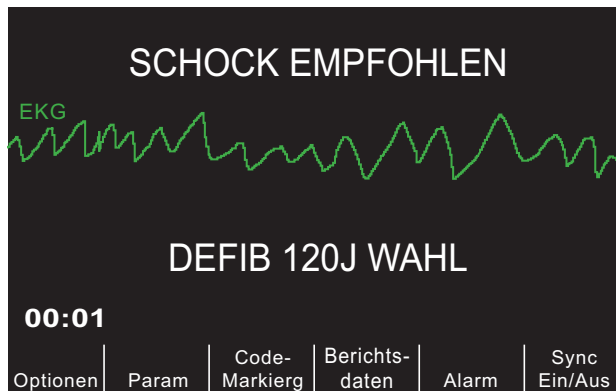 SCHOCK EMPFOHLEN
EKG
DEFIB 120J WAHL
00:01
Optionen
Param
Code-
Markierg
Berichts-
daten
Alarm
Sync
Ein/Aus